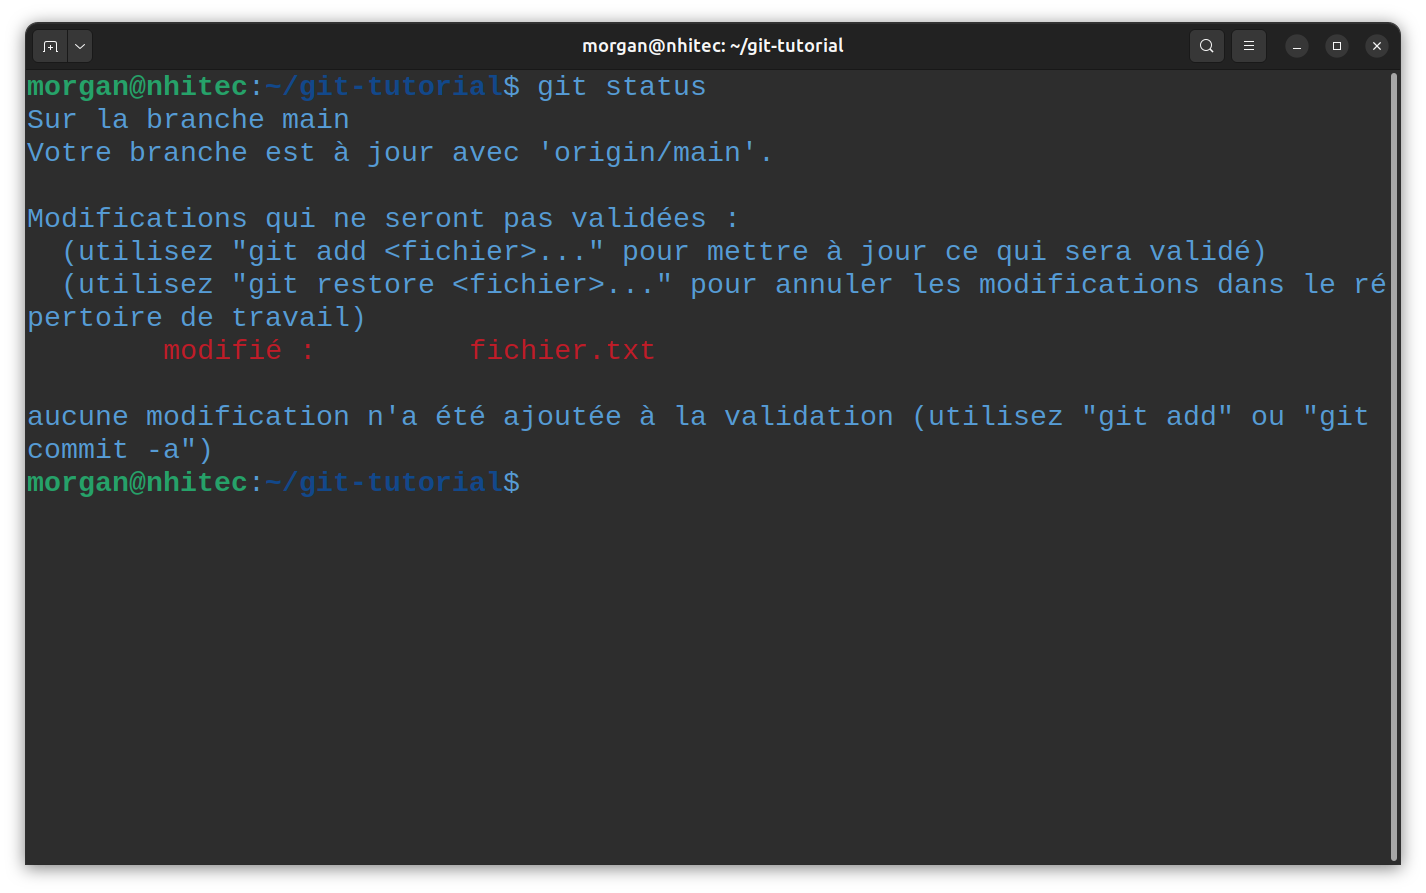 morgan@nhitec: ~/git-tutorial
morgan@nhitec:~/git-tutorial$ git status
Sur la branche main
Votre branche est à jour avec 'origin/main'.
Modifications qui ne seront pas validées :
  (utilisez "git add <fichier>..." pour mettre à jour ce qui sera validé)
  (utilisez "git restore <fichier>..." pour annuler les modifications dans le ré
pertoire de travail)
        modifié :         fichier.txt
aucune modification n'a été ajoutée à la validation (utilisez "git add" ou "git
commit -a")
morgan@nhitec:~/git-tutorial$